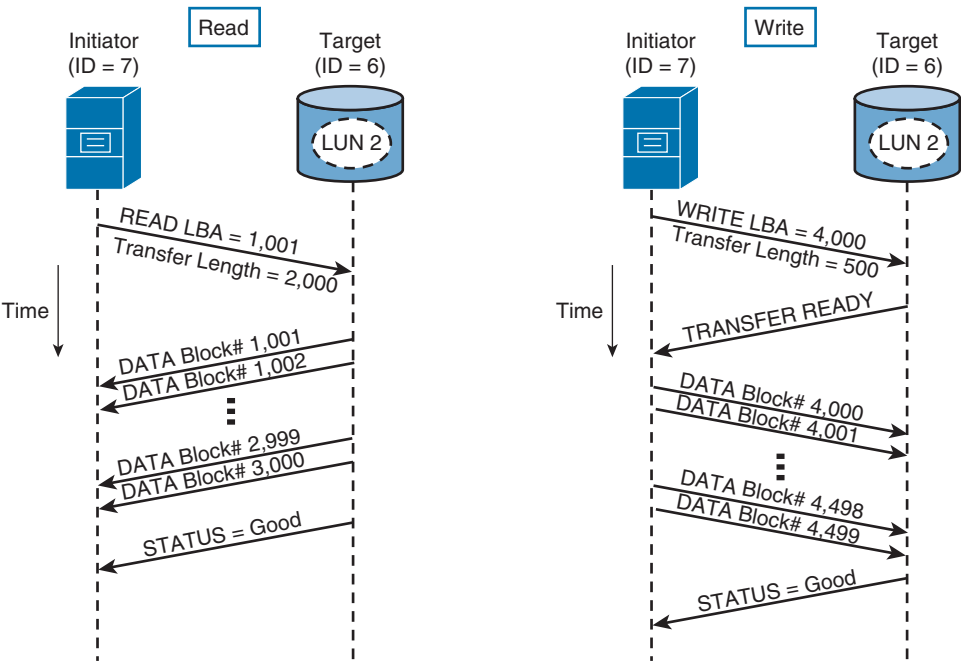 Read
Initiator
(ID = 7)
Target
(ID = 6)
LUN 2
READ LBA = 1,001
Transfer Length = 2,000
Time
DATA Block# 1,001
DATA Block# 1,002
DATA Block# 2,999
DATA Block# 3,000
STATUS = Good
Write
Initiator
(ID = 7)
Target
(ID = 6)
LUN 2
WRITE LBA = 4,000
Transfer Length = 500
Time
TRANSFER READY
DATA Block# 4,000
DATA Block# 4,001
DATA Block# 4,498
DATA Block# 4,499
STATUS = Good